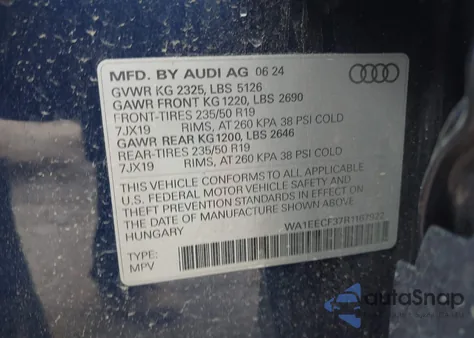 MFD. BY AUDI AG 06 24
GVWR KG 2325, LBS 5126
GAWR FRONT KG 1220, LBS 2690
FRONT-TIRES 235/50 R19
7JX19 RIMS, AT 260 KPA 38 PSI COLD
GAWR REAR KG 1200, LBS 2646
REAR-TIRES 235/50 R19
7JX19 RIMS, AT 260 KPA 38 PSI COLD
THIS VEHICLE CONFORMS TO ALL APPLICABLE
U.S. FEDERAL MOTOR VEHICLE SAFETY AND
THEFT PREVENTION STANDARDS IN EFFECT ON
THE DATE OF MANUFACTURE SHOWN ABOVE
HUNGARY
TYPE:
MPV
autoSnap